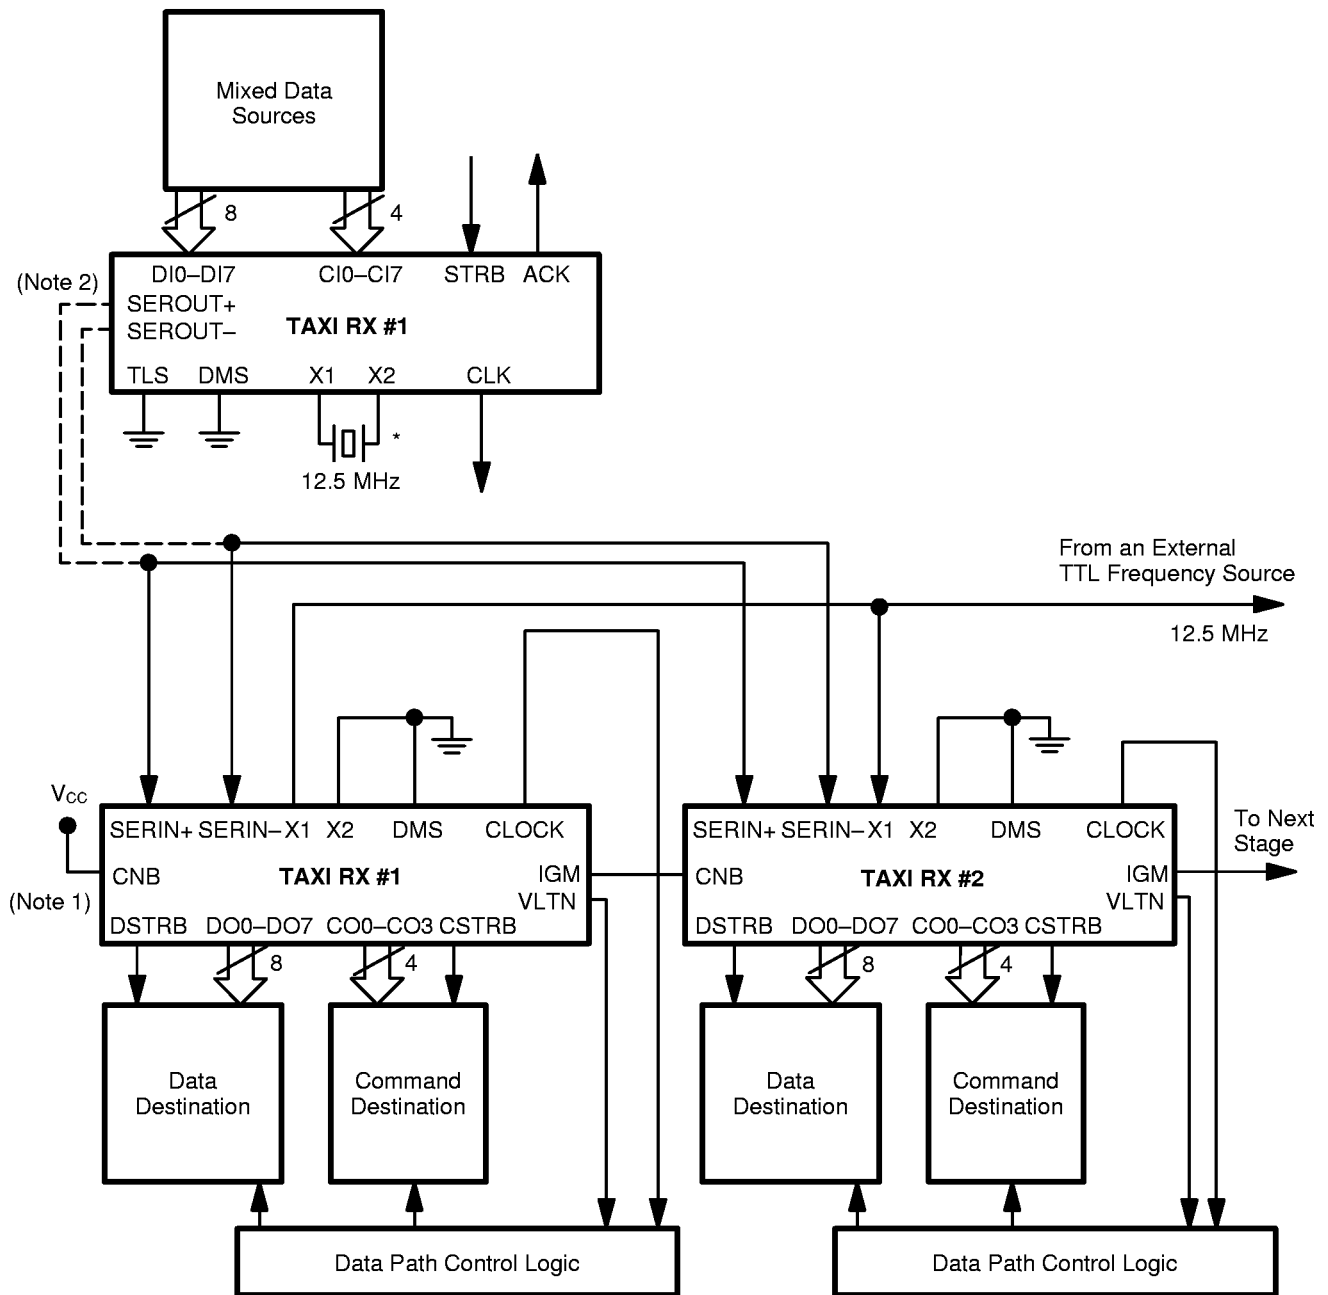 Mixed Data
Sources
8
4
(Note 2)
DI0–DI7
CI0–CI7
STRB
ACK
SEROUT+
SEROUT–
TAXI RX #1
TLS
DMS
X1
X2
CLK
*
12.5 MHz
From an External
TTL Frequency Source
12.5 MHz
VCC
SERIN+
SERIN–
X1
X2
DMS
CLOCK
CNB
TAXI RX #1
IGM
VLTN
(Note 1)
DSTRB
DO0–DO7
CO0–CO3
CSTRB
8
4
Data
Destination
Command
Destination
Data Path Control Logic
SERIN+
SERIN–
X1
X2
DMS
CLOCK
CNB
TAXI RX #2
IGM
VLTN
To Next
Stage
DSTRB
DO0–DO7
CO0–CO3
CSTRB
8
4
Data
Destination
Command
Destination
Data Path Control Logic